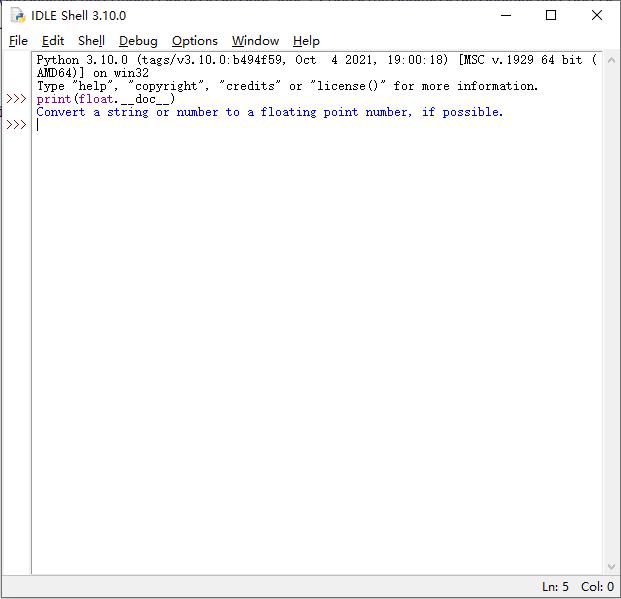 IDLE Shell 3.10.0
File Edit Shell Debug Options Window Help
Python 3.10.0 (tags/v3.10.0:b494f59, Oct  4 2021, 19:00:18) [MSC v.1929 64 bit (
AMD64)] on win32
Type "help", "copyright", "credits" or "license()" for more information.
>>> print(float.__doc__)
Convert a string or number to a floating point number, if possible.
>>>
Ln: 5 Col: 0